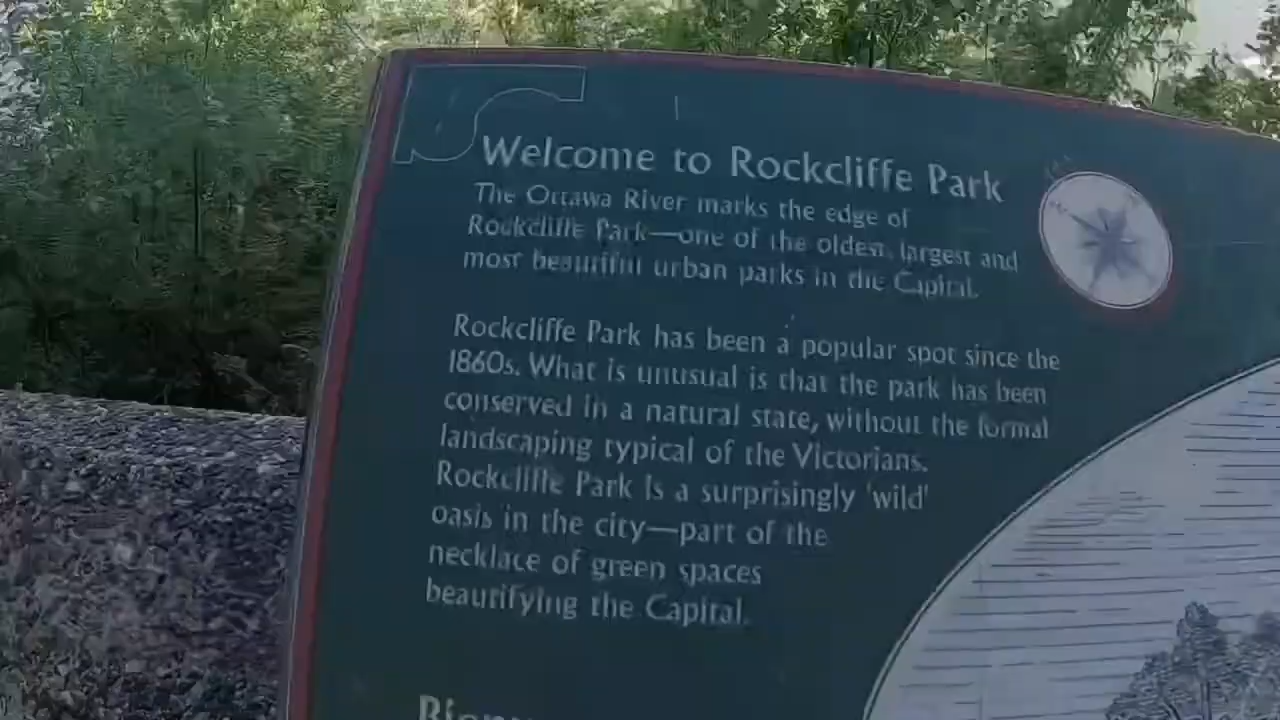 Welcome to Rockcliffe Park
The Ottawa River marks the edge of
Rockcliffe Park—one of the oldest, largest and
most beautiful urban parks in the Capital.
Rockcliffe Park has been a popular spot since the
1860s. What is unusual is that the park has been
conserved in a natural state, without the formal
landscaping typical of the Victorians.
Rockcliffe Park is a surprisingly 'wild'
oasis in the city—part of the
necklace of green spaces
beautifying the Capital.